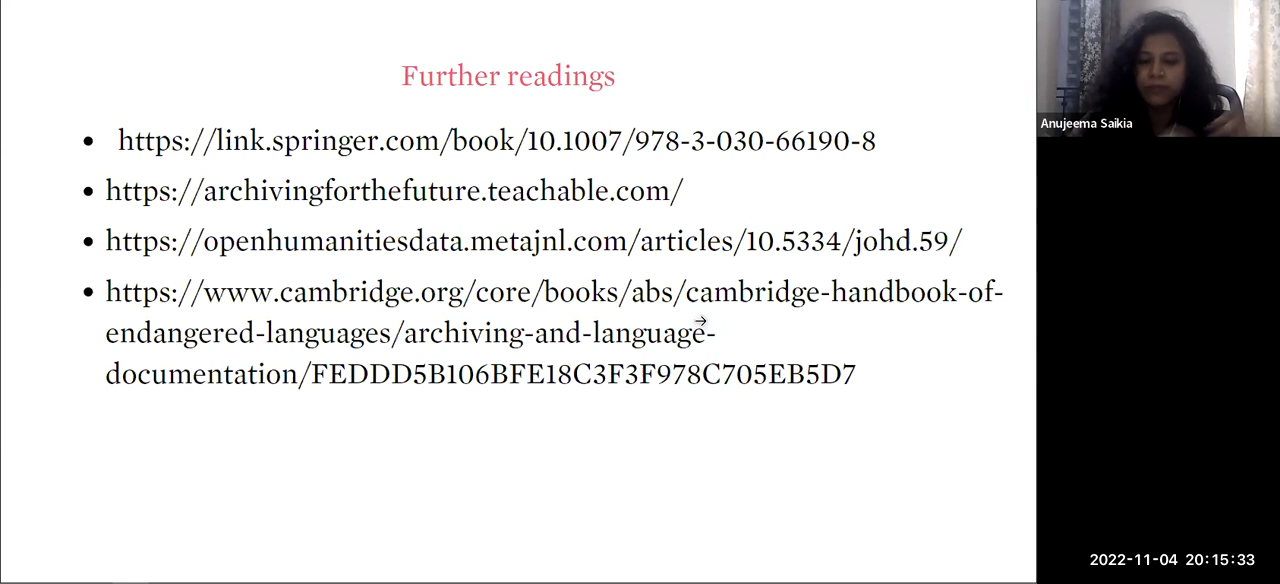 Further readings
• https://link.springer.com/book/10.1007/978-3-030-66190-8
• https://archivingforthefuture.teachable.com/
• https://openhumanitiesdata.metajnl.com/articles/10.5334/johd.59/
• https://www.cambridge.org/core/books/abs/cambridge-handbook-of-
endangered-languages/archiving-and-language-
documentation/FEDDD5B106BFE18C3F3F978C705EB5D7
Anujeema Saikia
2022-11-04 20:15:33